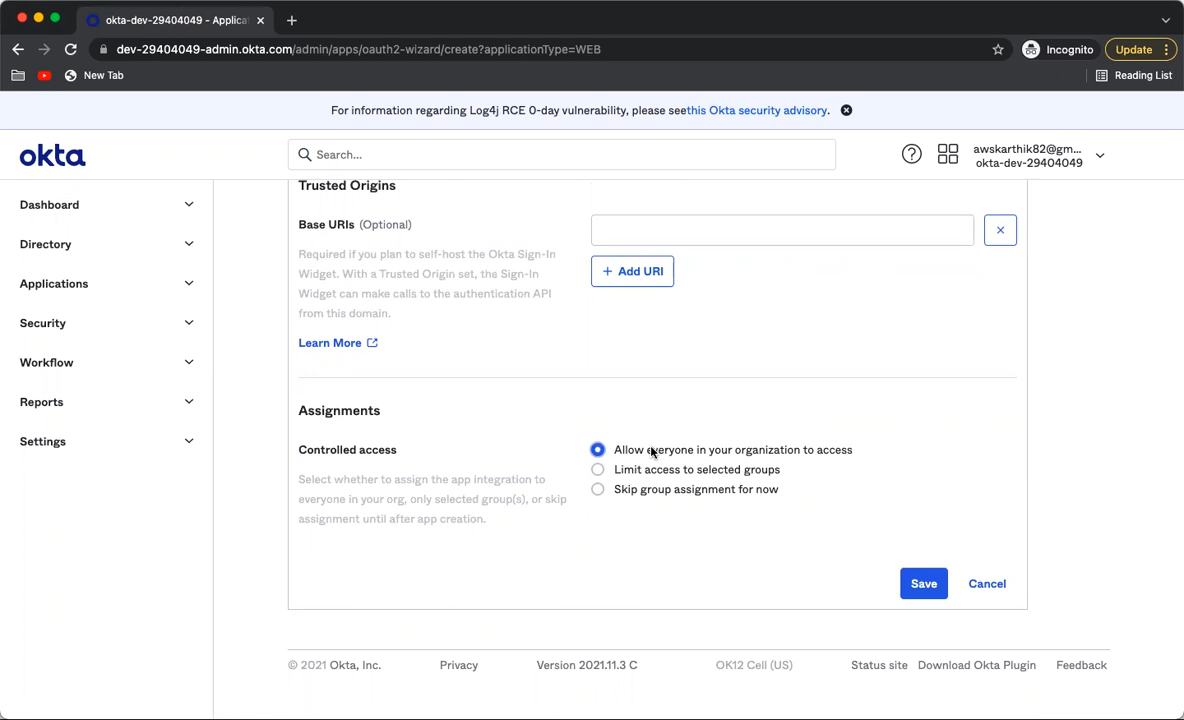 okta-dev-29404049 - Applica
dev-29404049-admin.okta.com/admin/apps/oauth2-wizard/create?applicationType=WEB
Incognito
Update
New Tab
Reading List
For information regarding Log4j RCE 0-day vulnerability, please seethis Okta security advisory.
okta
Search...
awskarthik82@gm...
okta-dev-29404049
Dashboard
Directory
Applications
Security
Workflow
Reports
Settings
Trusted Origins
Base URIs (Optional)
Required if you plan to self-host the Okta Sign-In
Widget. With a Trusted Origin set, the Sign-In
Widget can make calls to the authentication API
from this domain.
Learn More
+ Add URI
Assignments
Controlled access
Select whether to assign the app integration to
everyone in your org, only selected group(s), or skip
assignment until after app creation.
Allow everyone in your organization to access
Limit access to selected groups
Skip group assignment for now
Save
Cancel
© 2021 Okta, Inc.
Privacy
Version 2021.11.3 C
OK12 Cell (US)
Status site
Download Okta Plugin
Feedback